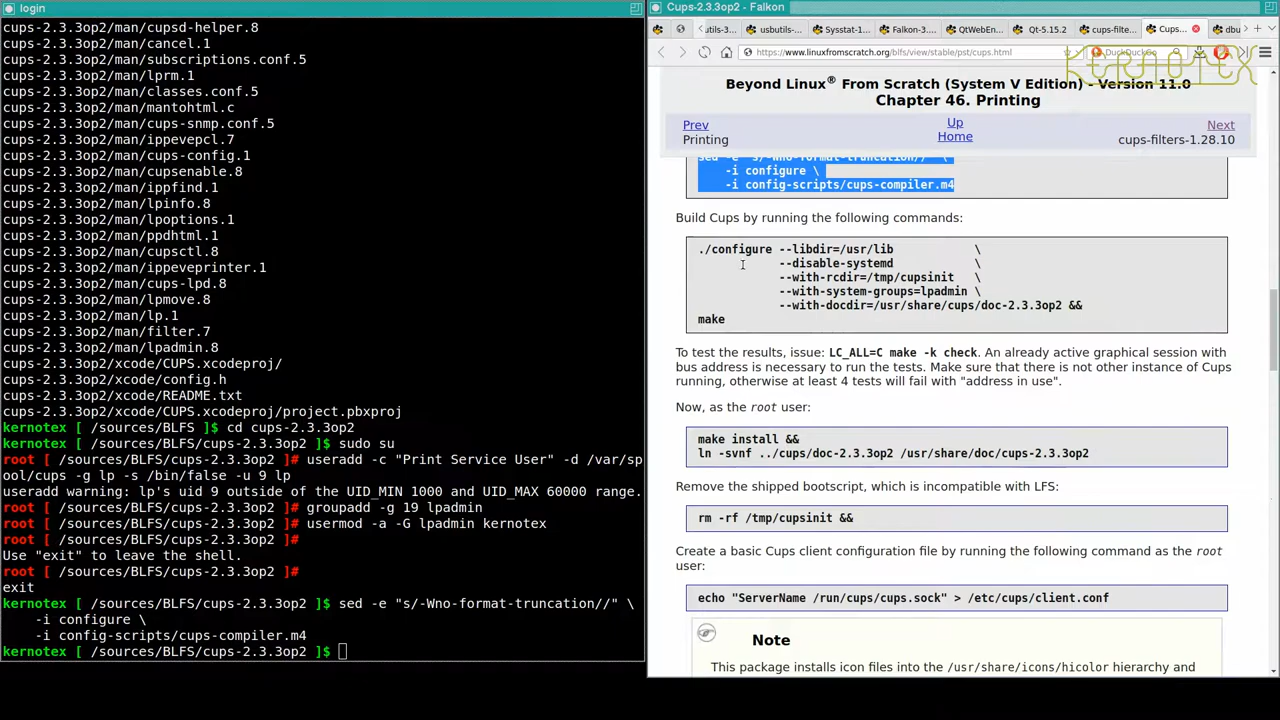 login
cups-2.3.3op2/man/cupsd-helper.8
cups-2.3.3op2/man/cancel.1
cups-2.3.3op2/man/subscriptions.conf.5
cups-2.3.3op2/man/lprm.1
cups-2.3.3op2/man/classes.conf.5
cups-2.3.3op2/man/mantohtml.c
cups-2.3.3op2/man/cups-snmp.conf.5
cups-2.3.3op2/man/ippevepcl.7
cups-2.3.3op2/man/cups-config.1
cups-2.3.3op2/man/cupsenable.8
cups-2.3.3op2/man/ippfind.1
cups-2.3.3op2/man/lpinfo.8
cups-2.3.3op2/man/lpoptions.1
cups-2.3.3op2/man/ppdhtml.1
cups-2.3.3op2/man/cupsctl.8
cups-2.3.3op2/man/ippeveprinter.1
cups-2.3.3op2/man/cups-lpd.8
cups-2.3.3op2/man/lpmove.8
cups-2.3.3op2/man/lp.1
cups-2.3.3op2/man/filter.7
cups-2.3.3op2/man/lpadmin.8
cups-2.3.3op2/xcode/CUPS.xcodeproj/
cups-2.3.3op2/xcode/config.h
cups-2.3.3op2/xcode/README.txt
cups-2.3.3op2/xcode/CUPS.xcodeproj/project.pbxproj
kernotex [ /sources/BLFS ]$ cd cups-2.3.3op2
kernotex [ /sources/BLFS/cups-2.3.3op2 ]$ sudo su
root [ /sources/BLFS/cups-2.3.3op2 ]# useradd -c "Print Service User" -d /var/sp
ool/cups -g lp -s /bin/false -u 9 lp
useradd warning: lp's uid 9 outside of the UID_MIN 1000 and UID_MAX 60000 range.
root [ /sources/BLFS/cups-2.3.3op2 ]# groupadd -g 19 lpadmin
root [ /sources/BLFS/cups-2.3.3op2 ]# usermod -a -G lpadmin kernotex
root [ /sources/BLFS/cups-2.3.3op2 ]#
Use "exit" to leave the shell.
root [ /sources/BLFS/cups-2.3.3op2 ]#
exit
kernotex [ /sources/BLFS/cups-2.3.3op2 ]$ sed -e "s/-Wno-format-truncation//" \
-i configure \
-i config-scripts/cups-compiler.m4
kernotex [ /sources/BLFS/cups-2.3.3op2 ]$
Cups-2.3.3op2 - Falkon
utils-3... usbutils-... Sysstat-1... Falkon-3... QtWebEn... Qt-5.15.2 cups-filte... Cups-... dbu
https://www.linuxfromscratch.org/blfs/view/stable/pst/cups.html DuckDuckGo
KERNOTEX
Beyond Linux® From Scratch (System V Edition) - Version 11.0
Chapter 46. Printing
Prev Up Next
Printing Home cups-filters-1.28.10
sed -e "s/-Wno-format-truncation//" \
-i configure \
-i config-scripts/cups-compiler.m4
Build Cups by running the following commands:
./configure --libdir=/usr/lib \
--disable-systemd \
--with-rcdir=/tmp/cupsinit \
--with-system-groups=lpadmin \
--with-docdir=/usr/share/cups/doc-2.3.3op2 &&
make
To test the results, issue: LC_ALL=C make -k check. An already active graphical session with
bus address is necessary to run the tests. Make sure that there is not other instance of Cups
running, otherwise at least 4 tests will fail with "address in use".
Now, as the root user:
make install &&
ln -svnf ../cups/doc-2.3.3op2 /usr/share/doc/cups-2.3.3op2
Remove the shipped bootscript, which is incompatible with LFS:
rm -rf /tmp/cupsinit &&
Create a basic Cups client configuration file by running the following command as the root
user:
echo "ServerName /run/cups/cups.sock" > /etc/cups/client.conf
Note
This package installs icon files into the /usr/share/icons/hicolor hierarchy and